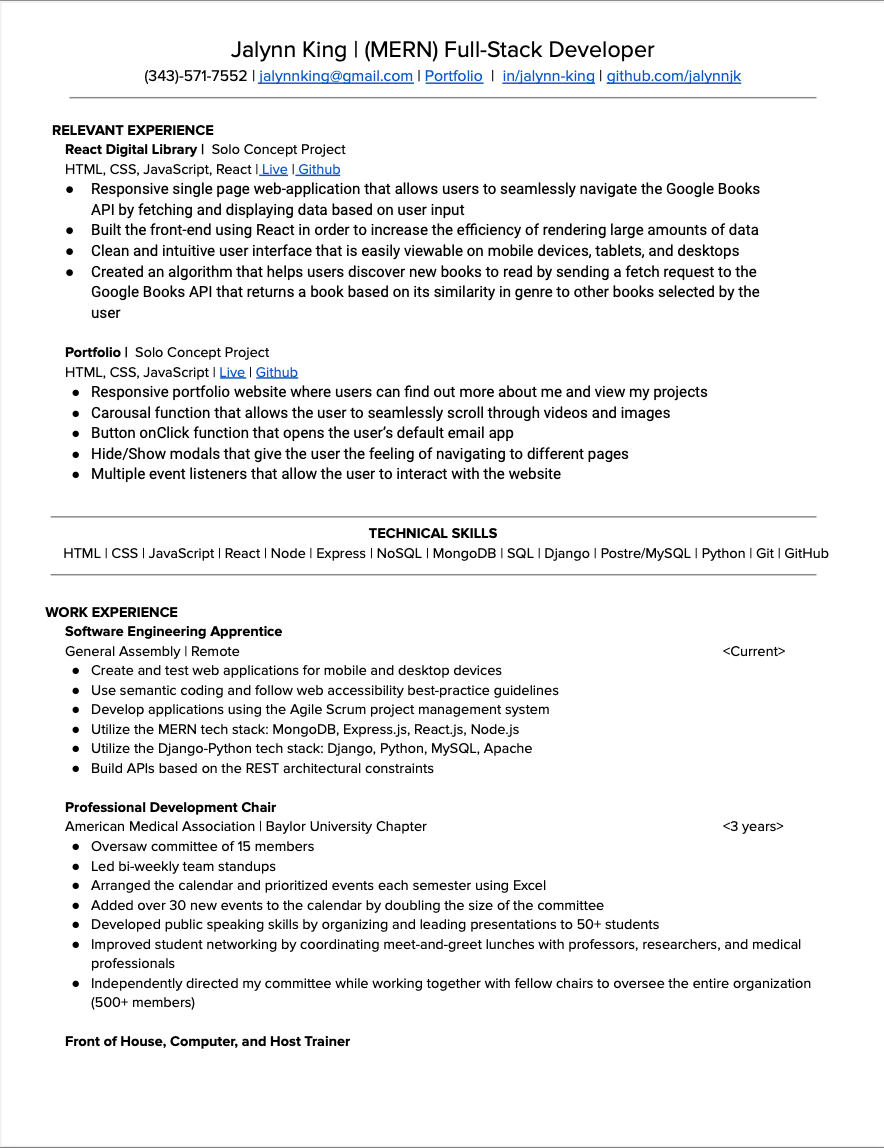 Jalynn King | (MERN) Full-Stack Developer
(343)-571-7552 | jalynnking@gmail.com | Portfolio | in/jalynn-king | github.com/jalynnjk
RELEVANT EXPERIENCE
React Digital Library | Solo Concept Project
HTML, CSS, JavaScript, React | Live | Github
● Responsive single page web-application that allows users to seamlessly navigate the Google Books
API by fetching and displaying data based on user input
● Built the front-end using React in order to increase the efficiency of rendering large amounts of data
● Clean and intuitive user interface that is easily viewable on mobile devices, tablets, and desktops
● Created an algorithm that helps users discover new books to read by sending a fetch request to the
Google Books API that returns a book based on its similarity in genre to other books selected by the
user
Portfolio | Solo Concept Project
HTML, CSS, JavaScript | Live | Github
● Responsive portfolio website where users can find out more about me and view my projects
● Carousal function that allows the user to seamlessly scroll through videos and images
● Button onClick function that opens the user's default email app
● Hide/Show modals that give the user the feeling of navigating to different pages
● Multiple event listeners that allow the user to interact with the website
TECHNICAL SKILLS
HTML | CSS | JavaScript | React | Node | Express | NoSQL | MongoDB | SQL | Django | Postre/MySQL | Python | Git | GitHub
WORK EXPERIENCE
Software Engineering Apprentice
General Assembly | Remote <Current>
● Create and test web applications for mobile and desktop devices
● Use semantic coding and follow web accessibility best-practice guidelines
● Develop applications using the Agile Scrum project management system
● Utilize the MERN tech stack: MongoDB, Express.js, React.js, Node.js
● Utilize the Django-Python tech stack: Django, Python, MySQL, Apache
● Build APIs based on the REST architectural constraints
Professional Development Chair
American Medical Association | Baylor University Chapter <3 years>
● Oversaw committee of 15 members
● Led bi-weekly team standups
● Arranged the calendar and prioritized events each semester using Excel
● Added over 30 new events to the calendar by doubling the size of the committee
● Developed public speaking skills by organizing and leading presentations to 50+ students
● Improved student networking by coordinating meet-and-greet lunches with professors, researchers, and medical
professionals
● Independently directed my committee while working together with fellow chairs to oversee the entire organization
(500+ members)
Front of House, Computer, and Host Trainer